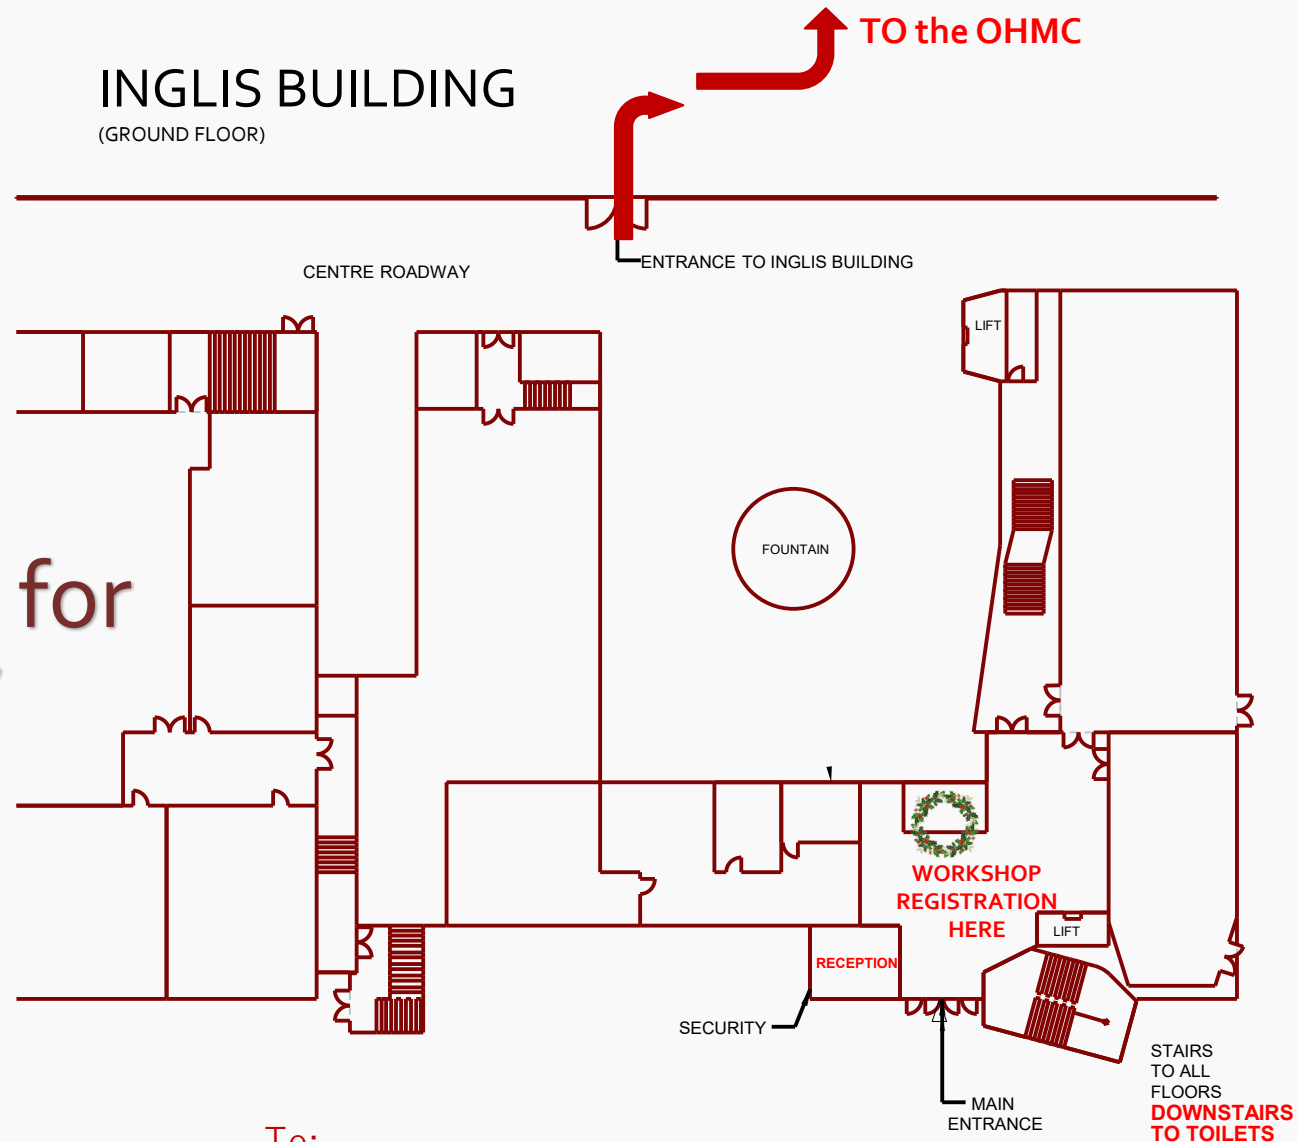 TO the OHMC
INGLIS BUILDING
(GROUND FLOOR)
ENTRANCE TO INGLIS BUILDING
CENTRE ROADWAY
LIFT
FOUNTAIN
for
WORKSHOP
REGISTRATION
HERE
LIFT
RECEPTION
SECURITY
MAIN
ENTRANCE
STAIRS
TO ALL
FLOORS
DOWNSTAIRS
TO TOILETS
To: